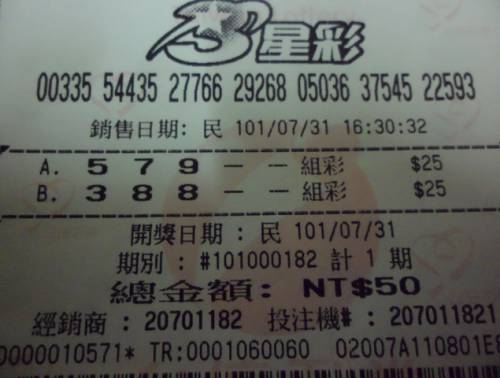 3星彩
00335 54435 27766 29268 05036 37545 22593
銷售日期: 民 101/07/31 16:30:32
A. 5 7 9 – – 組彩 $25
B. 3 8 8 – – 組彩 $25
開獎日期 : 民 101/07/31
期別 : #101000182 計 1 期
總金額: NT$50
經銷商 : 20701182 投注機# : 207011821
0000010571* TR:0001060060 02007A110801E8